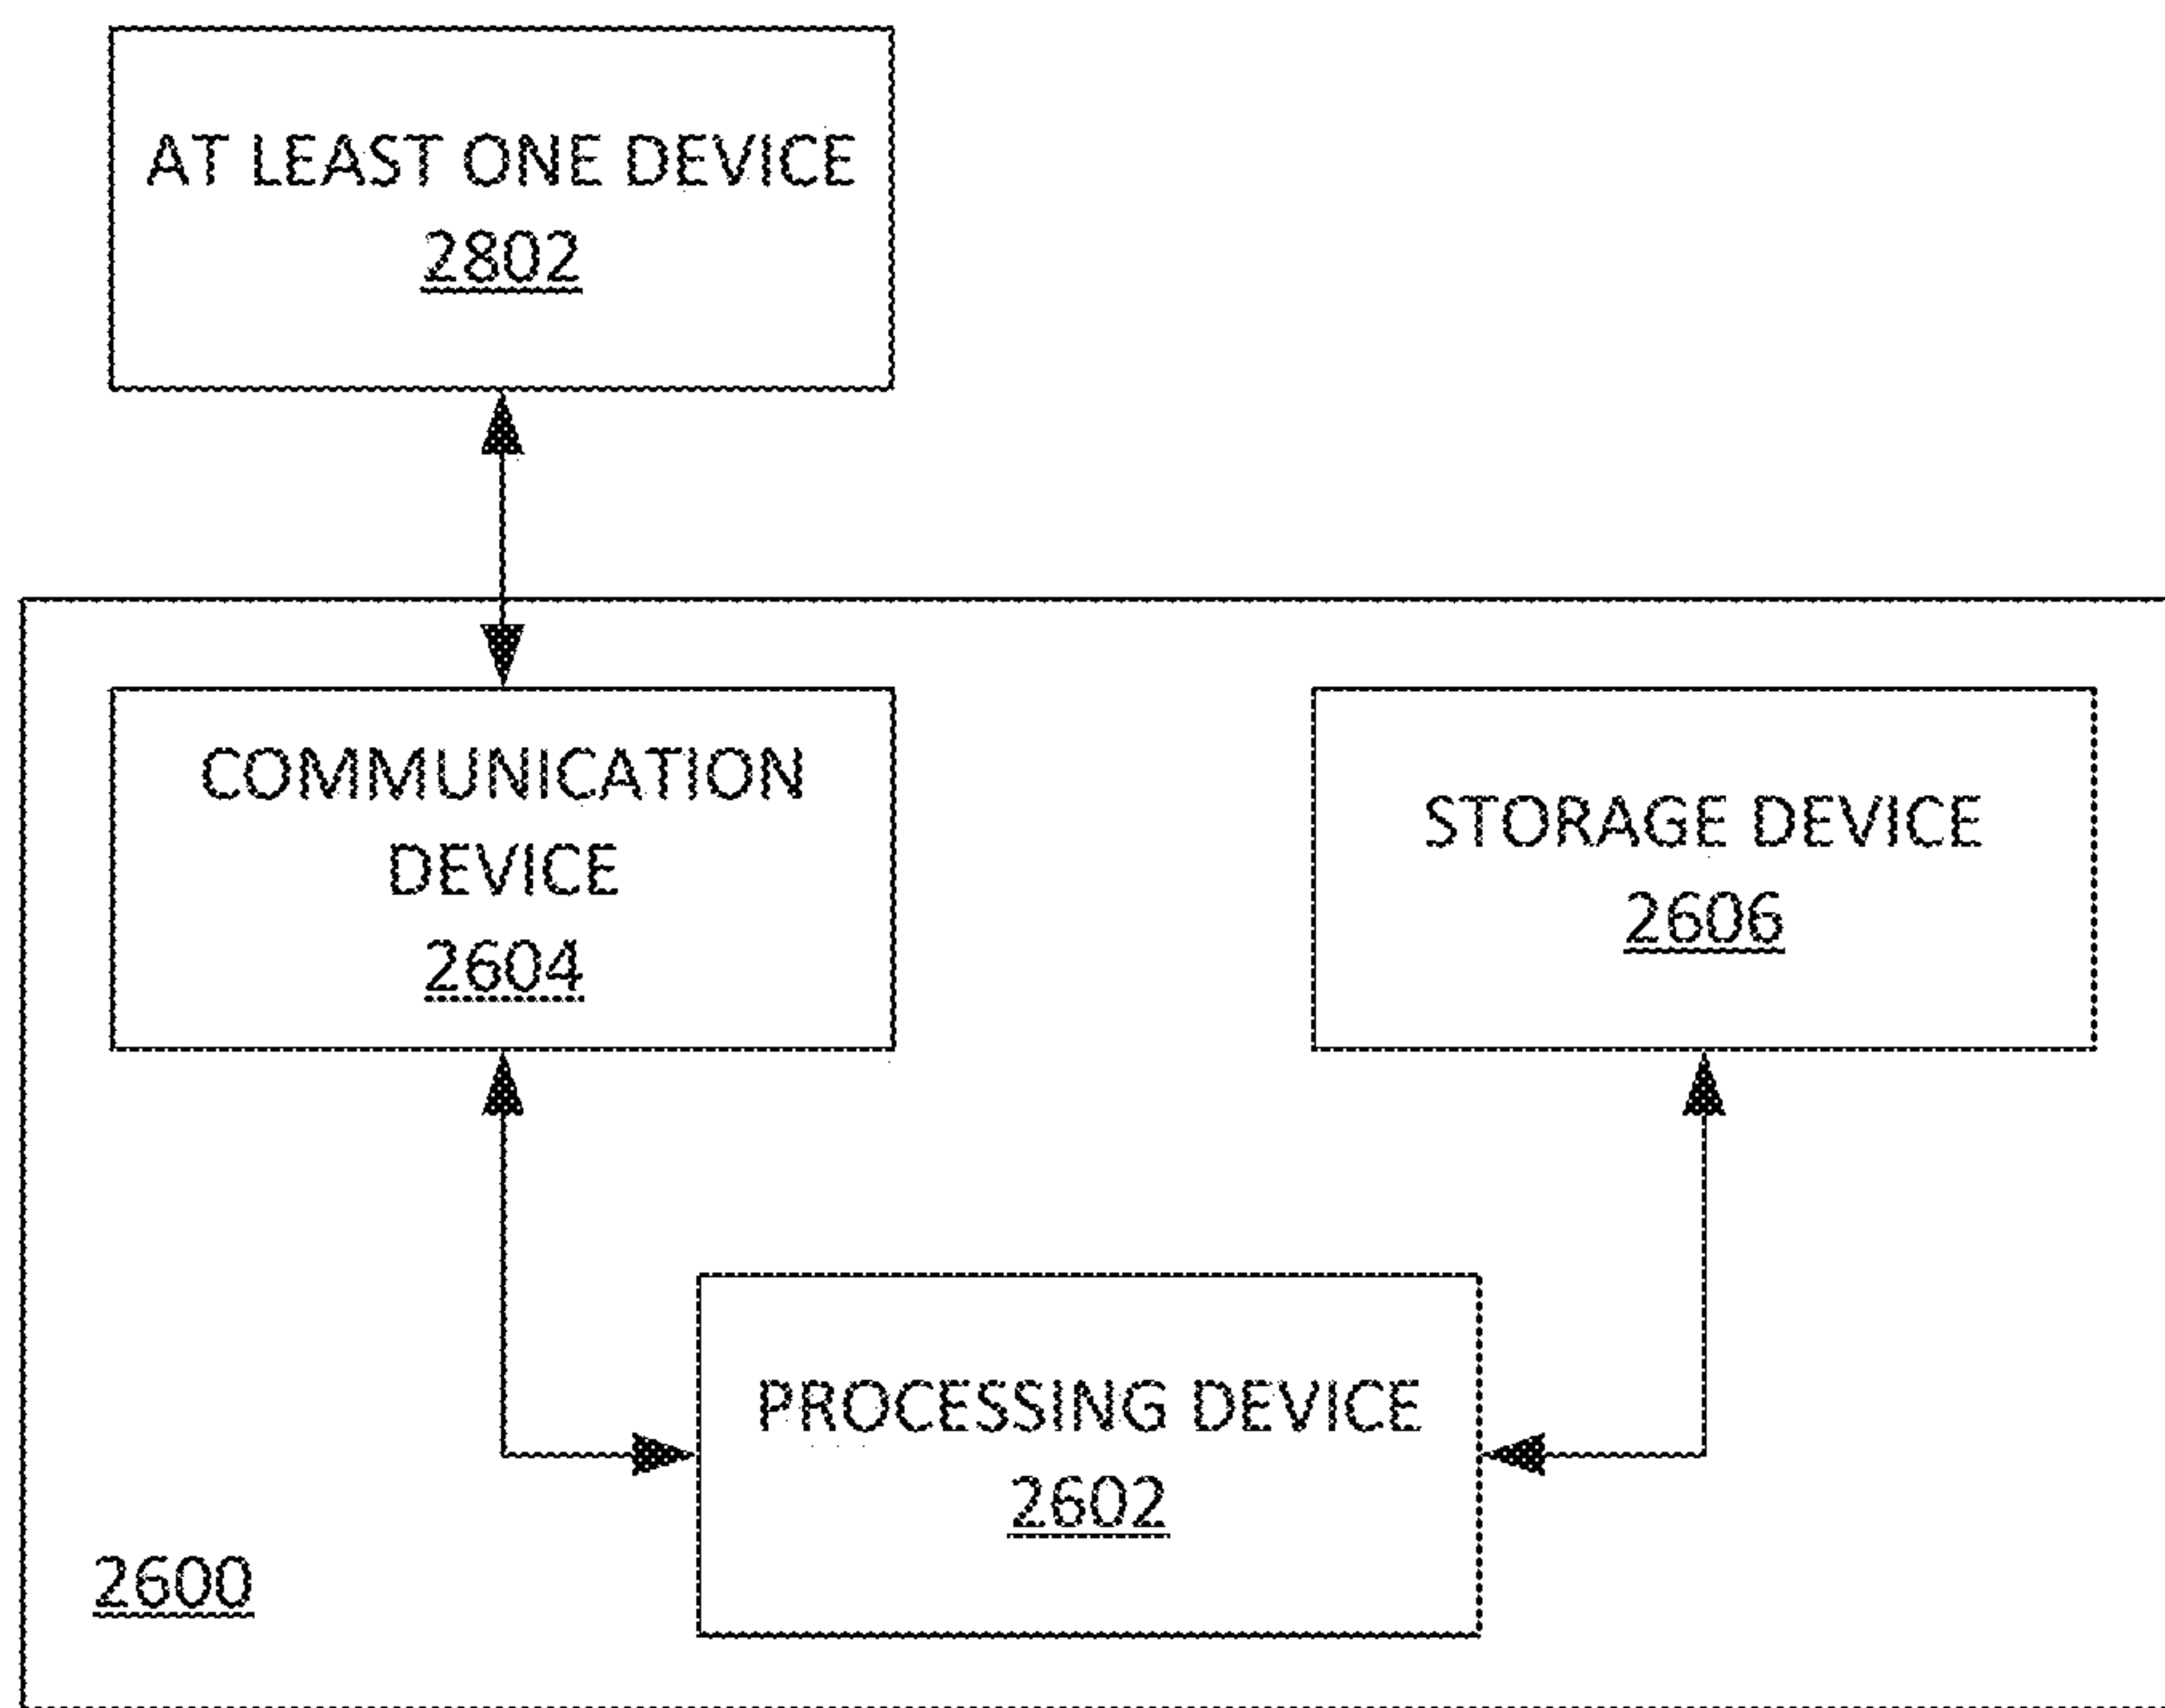 AT LEAST ONE DEVICE
2802
COMMUNICATION
DEVICE
2604
STORAGE DEVICE
2606
PROCESSING DEVICE
2602
2600